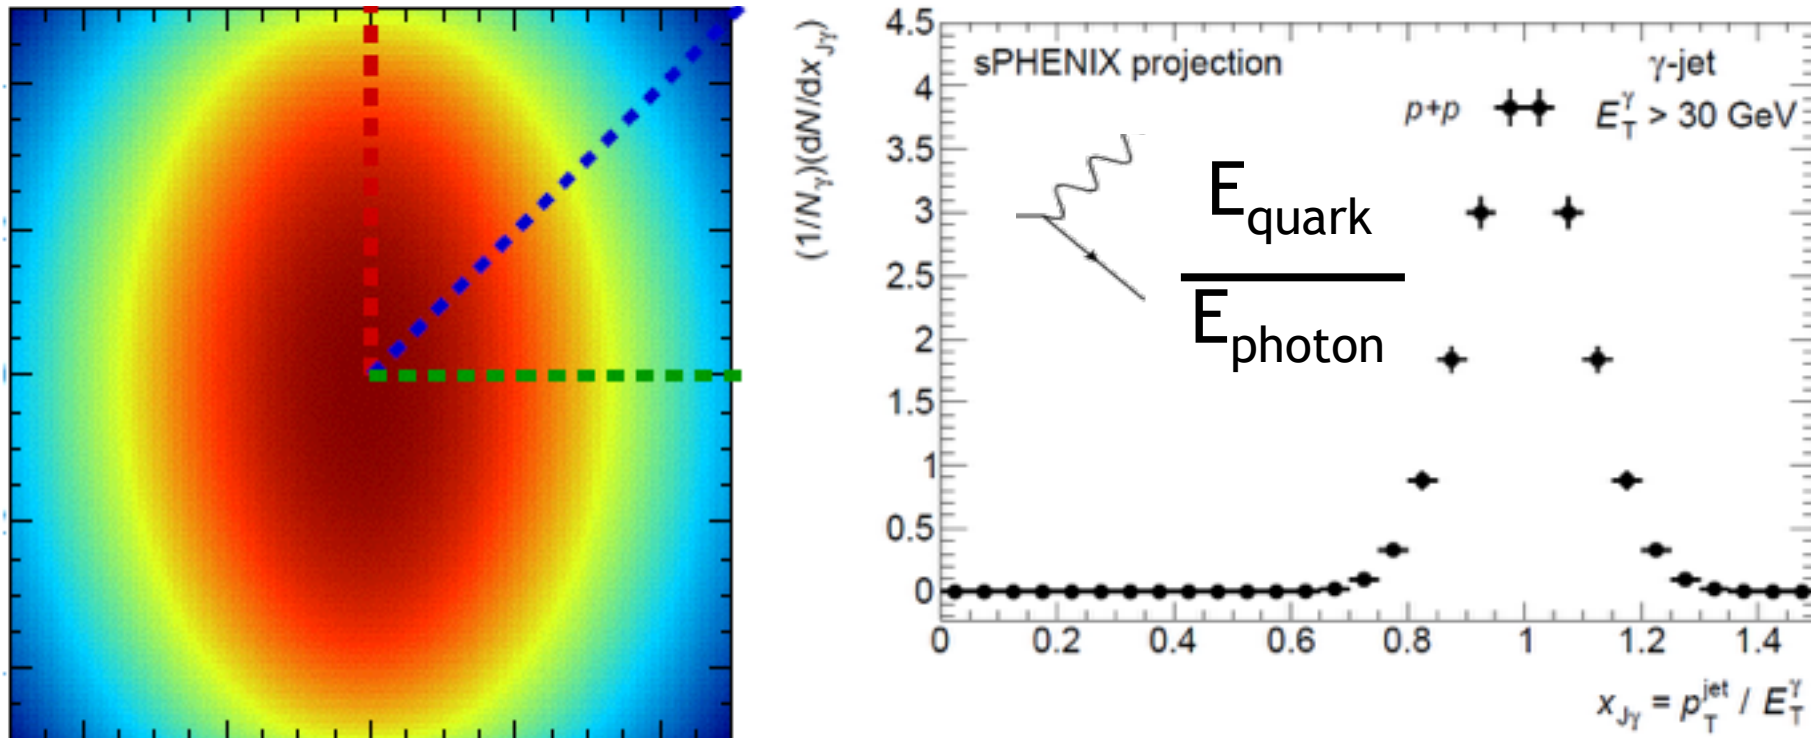 (1/N_γ)(dN/dx_Jγ)
4.5
4
3.5
3
2.5
2
1.5
1
0.5
0
sPHENIX projection
γ-jet
p+p
E_T^γ > 30 GeV
E_quark
E_photon
0 0.2 0.4 0.6 0.8 1 1.2 1.4
x_Jγ = p_T^jet / E_T^γ